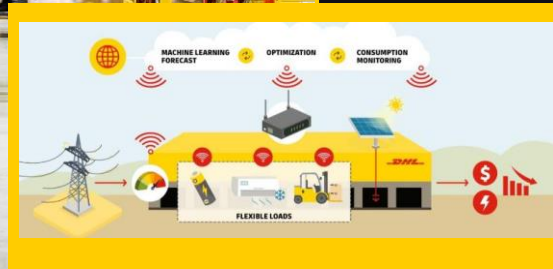 MACHINE LEARNING
FORECAST
OPTIMIZATION
CONSUMPTION
MONITORING
DHL
FLEXIBLE LOADS
$